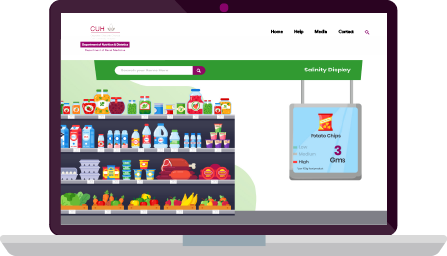 CUH
Department of Nutrition & Dietetics
Home Help Media Contact
Salinity Display
Potato Chips
Low
Medium
High
3
Gms